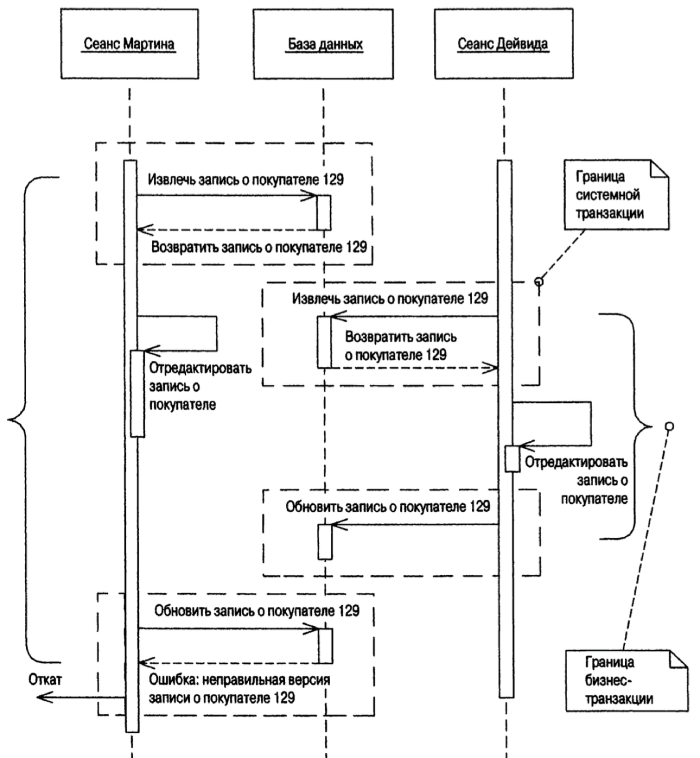 Сеанс Мартина
База данных
Сеанс Дейвида
Извлечь запись о покупателе 129
Возвратить запись о покупателе 129
Граница
системной
транзакции
Извлечь запись о покупателе 129
Возвратить запись
о покупателе 129
Отредактировать
запись о
покупателе
Отредактировать
запись о
покупателе
Обновить запись о покупателе 129
Обновить запись о покупателе 129
Откат
Ошибка: неправильная версия
записи о покупателе 129
Граница
бизнес-
транзакции